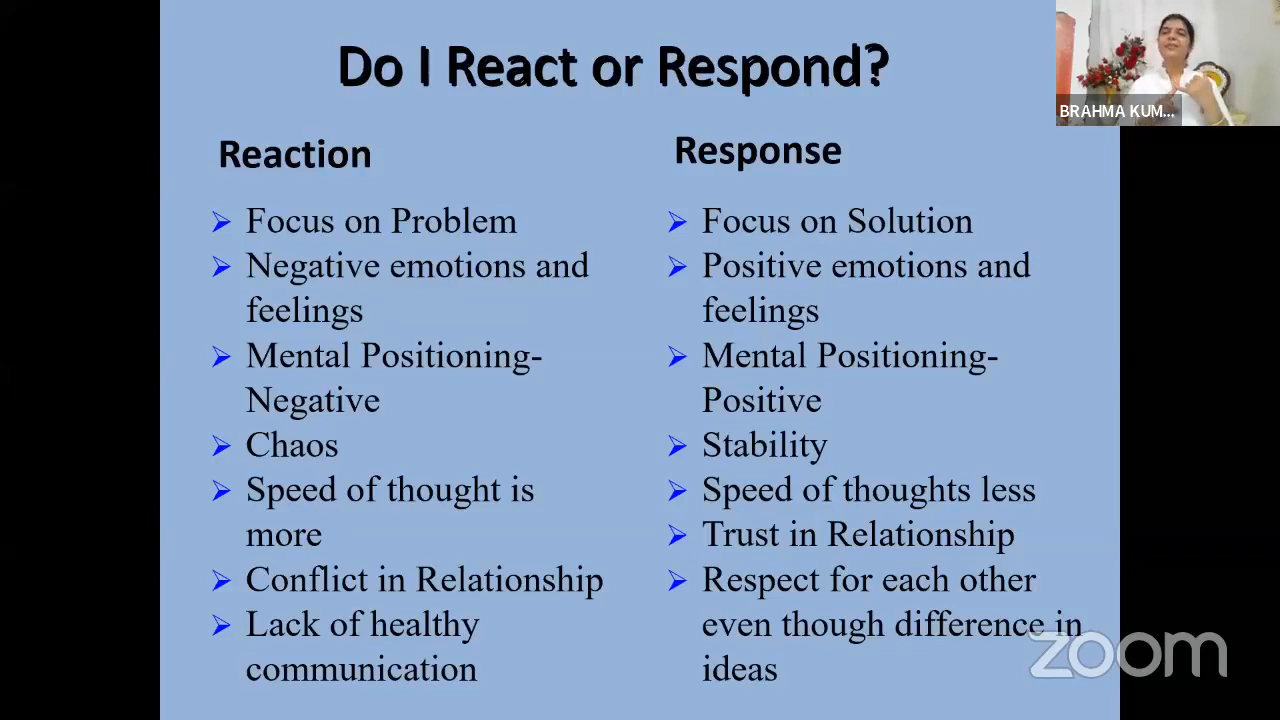 Do I React or Respond?
BRAHMA KUM...
Reaction
Focus on Problem
Negative emotions and
feelings
Mental Positioning-
Negative
Chaos
Speed of thought is
more
Conflict in Relationship
Lack of healthy
communication
Response
Focus on Solution
Positive emotions and
feelings
Mental Positioning-
Positive
Stability
Speed of thoughts less
Trust in Relationship
Respect for each other
even though difference in
ideas
zoom